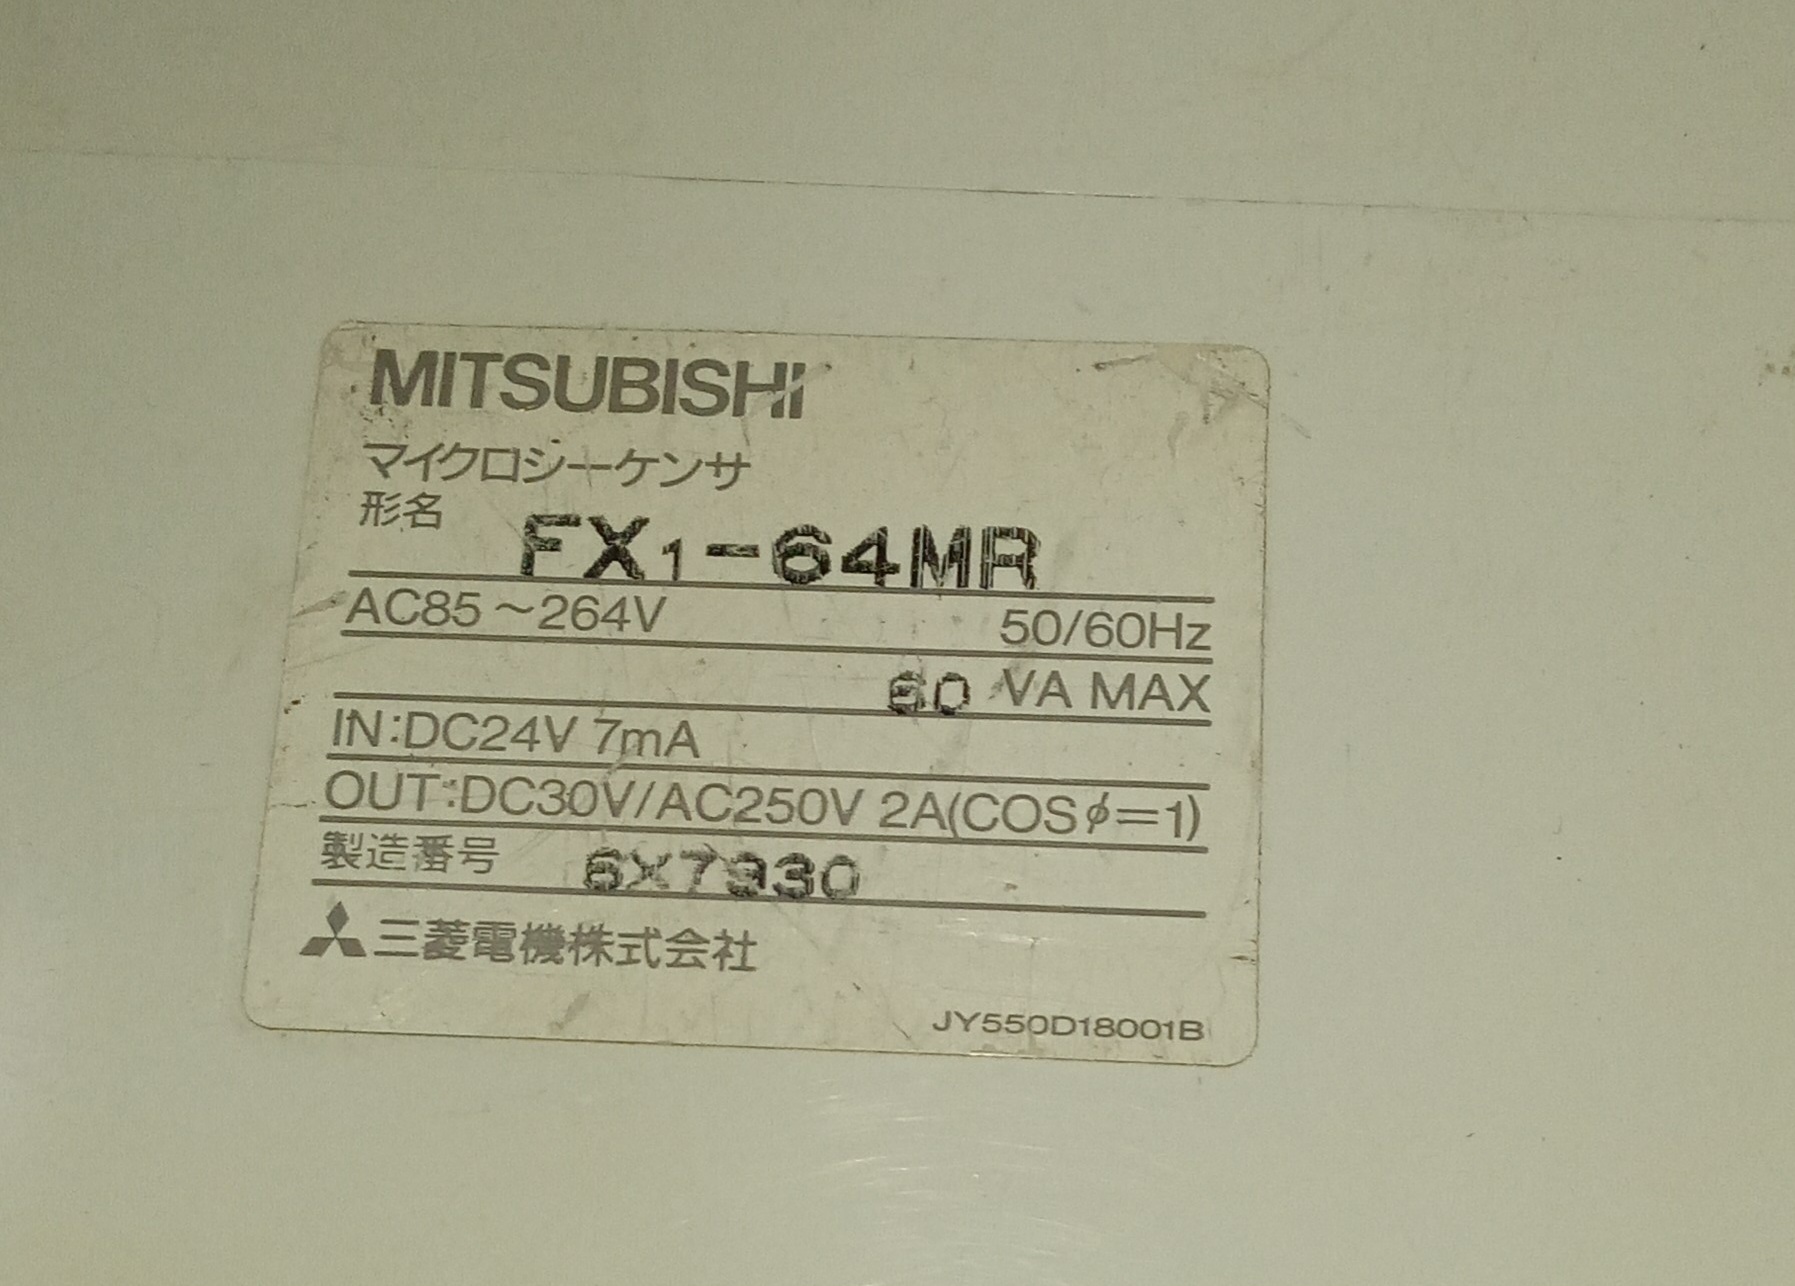 MITSUBISHI
マイクロシーケンサ
形名 FX1-64MR
AC85~264V 50/60Hz
60 VA MAX
IN:DC24V 7mA
OUT:DC30V/AC250V 2A(COSϕ=1)
製造番号 6X7330
三菱電機株式会社
JY550D18001B